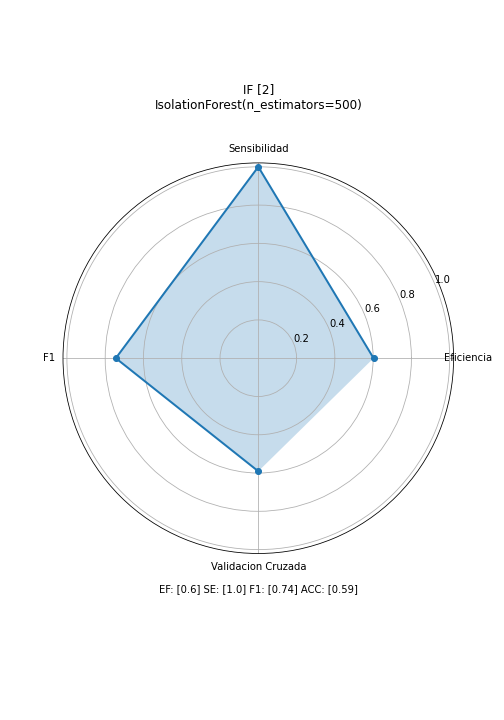 IF [2]
IsolationForest(n_estimators=500)
Sensibilidad
1.0
0.8
0.6
0.4
0.2
F1
Eficiencia
Validacion Cruzada
EF: [0.6] SE: [1.0] F1: [0.74] ACC: [0.59]